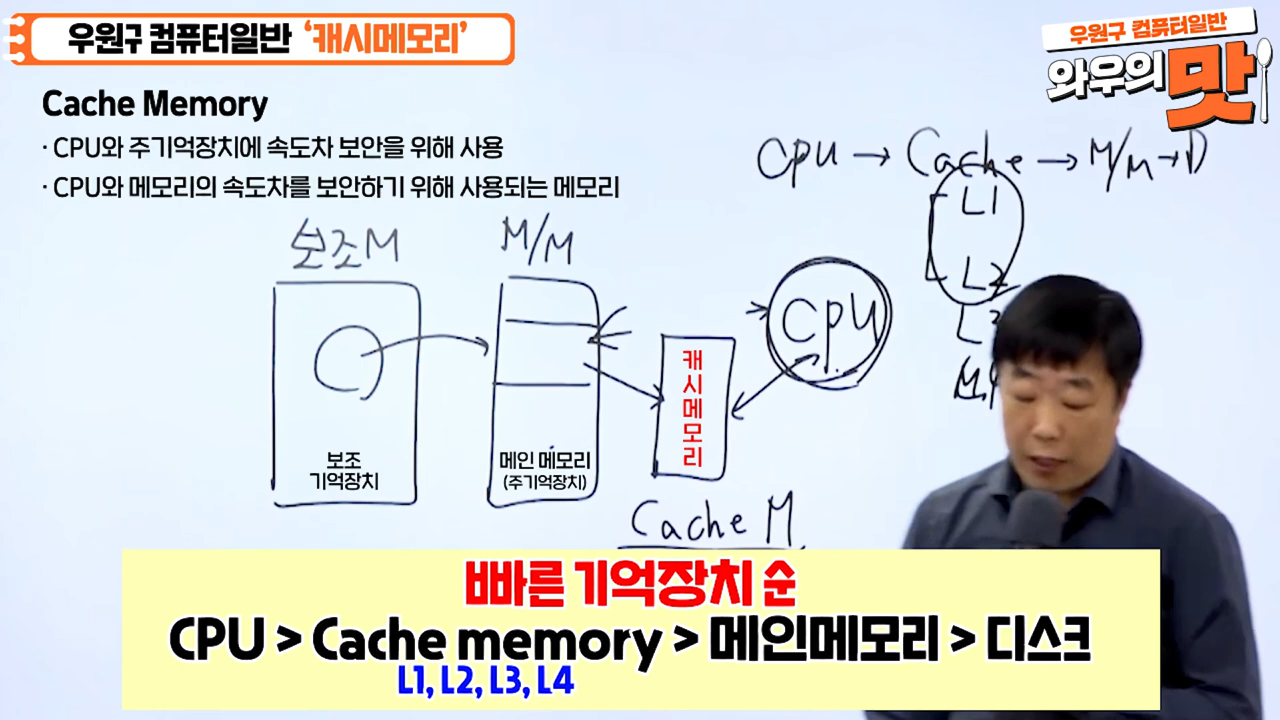 우원구 컴퓨터일반 '캐시메모리'
우원구 컴퓨터일반
와우의 맛
Cache Memory
· CPU와 주기억장치에 속도차 보안을 위해 사용
· CPU와 메모리의 속도차를 보안하기 위해 사용되는 메모리
CPU → Cache → M/M → D
L1
L2
보조M
M/M
CPU
캐시메모리
보조
기억장치
메인 메모리
(주기억장치)
Cache M
빠른 기억장치 순
CPU > Cache memory > 메인메모리 > 디스크
L1, L2, L3, L4